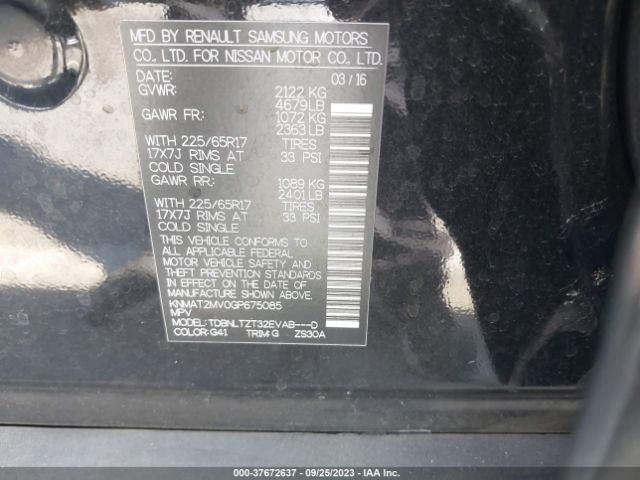 MFD BY RENAULT SAMSUNG MOTORS
CO., LTD. FOR NISSAN MOTOR CO., LTD.
DATE: 03/16
GVWR: 2122 KG
4679 LB
GAWR FR: 1072 KG
2363 LB
WITH 225/65R17 TIRES
17X7J RIMS AT 33 PSI
COLD SINGLE
GAWR RR: 1089 KG
2401 LB
WITH 225/65R17 TIRES
17X7J RIMS AT 33 PSI
COLD SINGLE
THIS VEHICLE CONFORMS TO
ALL APPLICABLE FEDERAL
MOTOR VEHICLE SAFETY AND
THEFT PREVENTION STANDARDS
IN EFFECT ON THE DATE OF
MANUFACTURE SHOWN ABOVE
KNMAT2MV0GP675085
MPV
MODEL: TDBNLTZT32EVAB---D
COLOR: G41 TRIM: G ZS30A
000-37672637 - 09/25/2023 - IAA Inc.